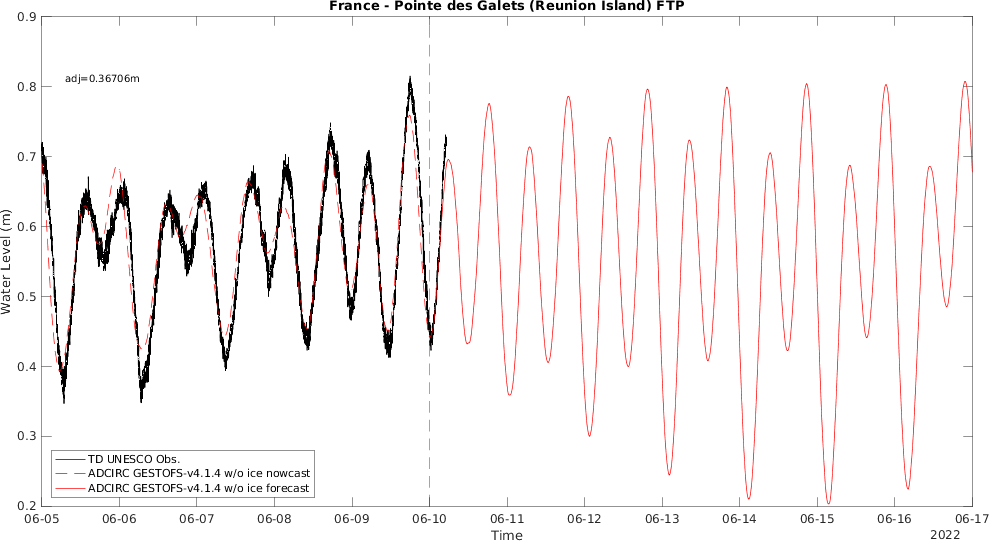 France - Pointe des Galets (Reunion Island) FTP
0.9
0.8
0.7
0.6
0.5
0.4
0.3
0.2
Water Level (m)
adj=0.36706m
TD UNESCO Obs.
ADCIRC GESTOFS-v4.1.4 w/o ice nowcast
ADCIRC GESTOFS-v4.1.4 w/o ice forecast
06-05 06-06 06-07 06-08 06-09 06-10 06-11 06-12 06-13 06-14 06-15 06-16 06-17
Time
2022